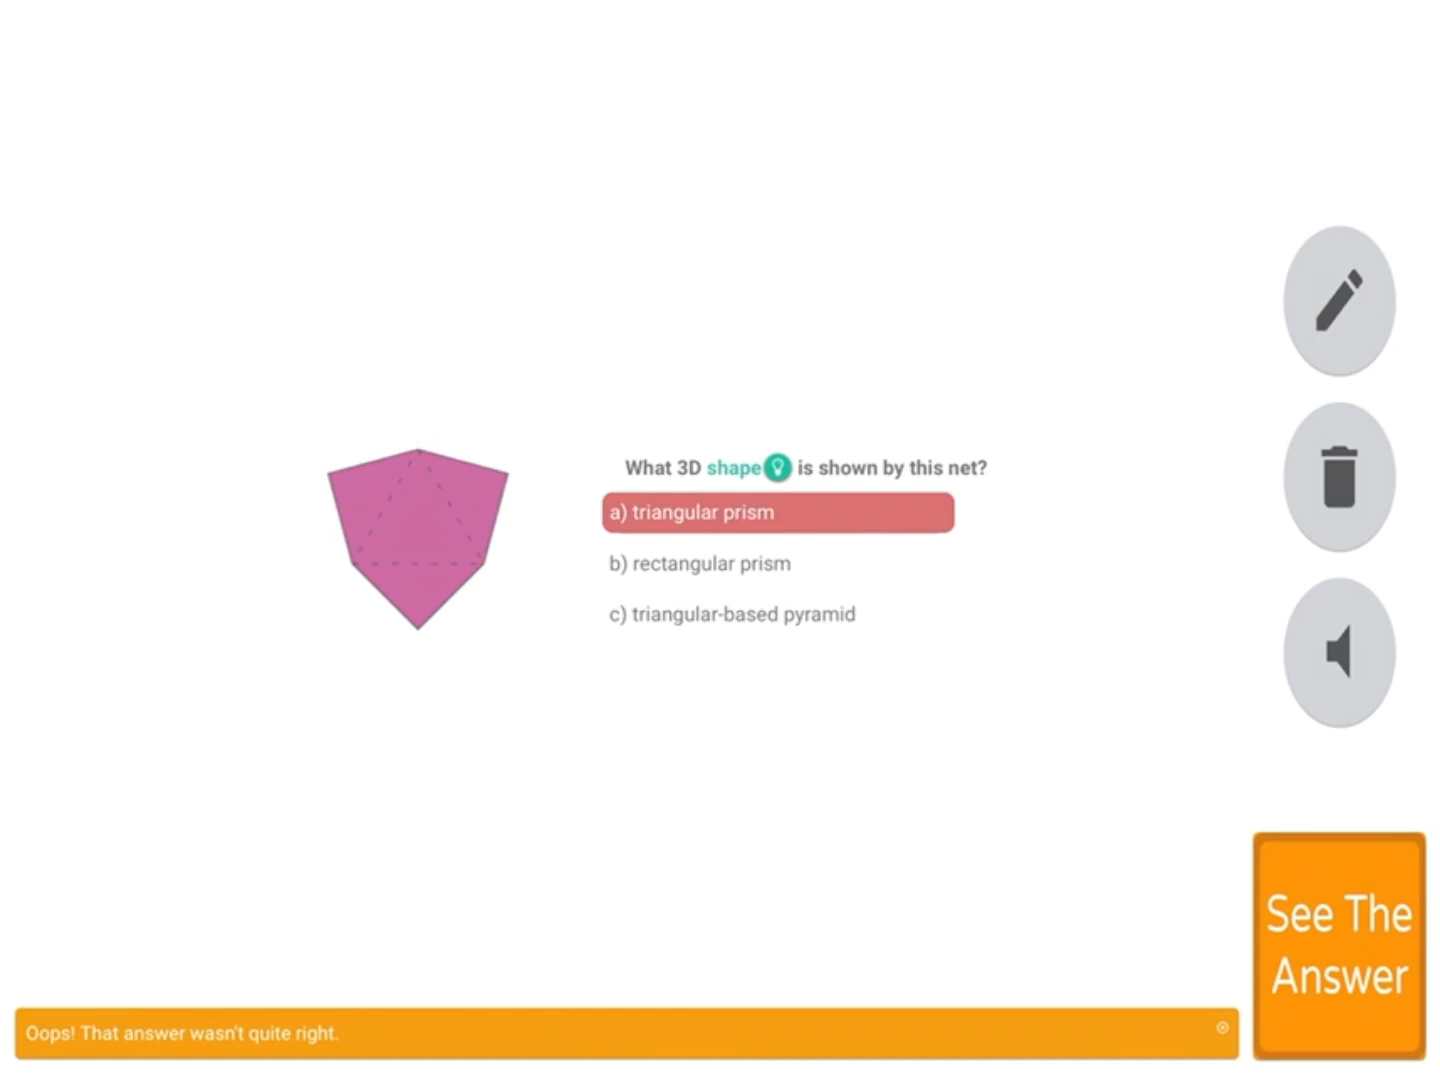 What 3D shape is shown by this net?
a) triangular prism
b) rectangular prism
c) triangular-based pyramid
See The
Answer
Oops! That answer wasn't quite right.